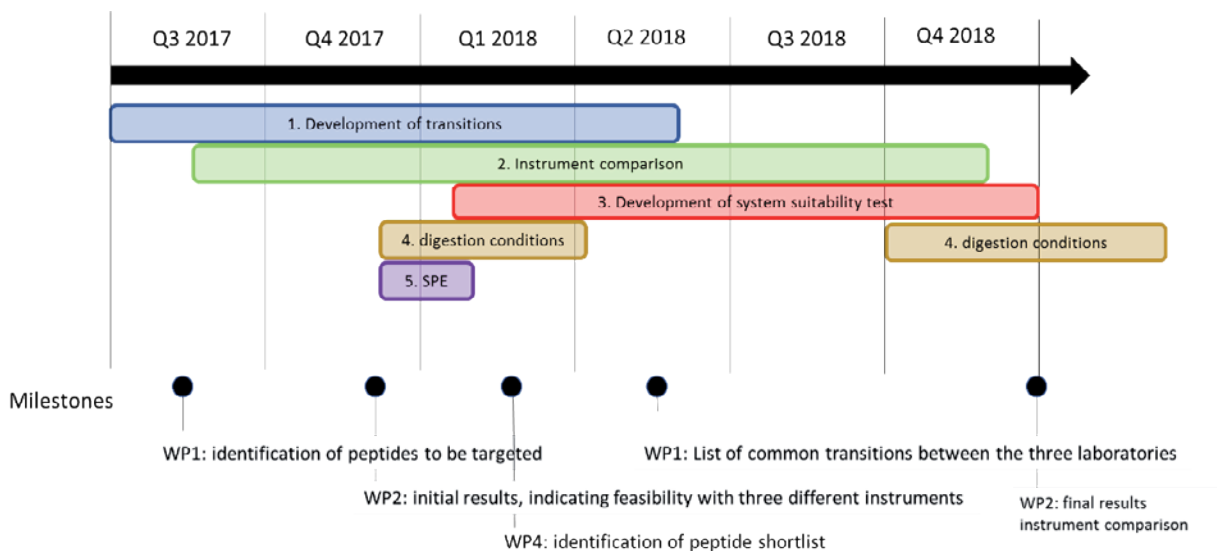 Q3 2017
Q4 2017
Q1 2018
Q2 2018
Q3 2018
Q4 2018
1. Development of transitions
2. Instrument comparison
3. Development of system suitability test
4. digestion conditions
4. digestion conditions
5. SPE
Milestones
WP1: identification of peptides to be targeted
WP1: List of common transitions between the three laboratories
WP2: initial results, indicating feasibility with three different instruments
WP2: final results
instrument comparison
WP4: identification of peptide shortlist